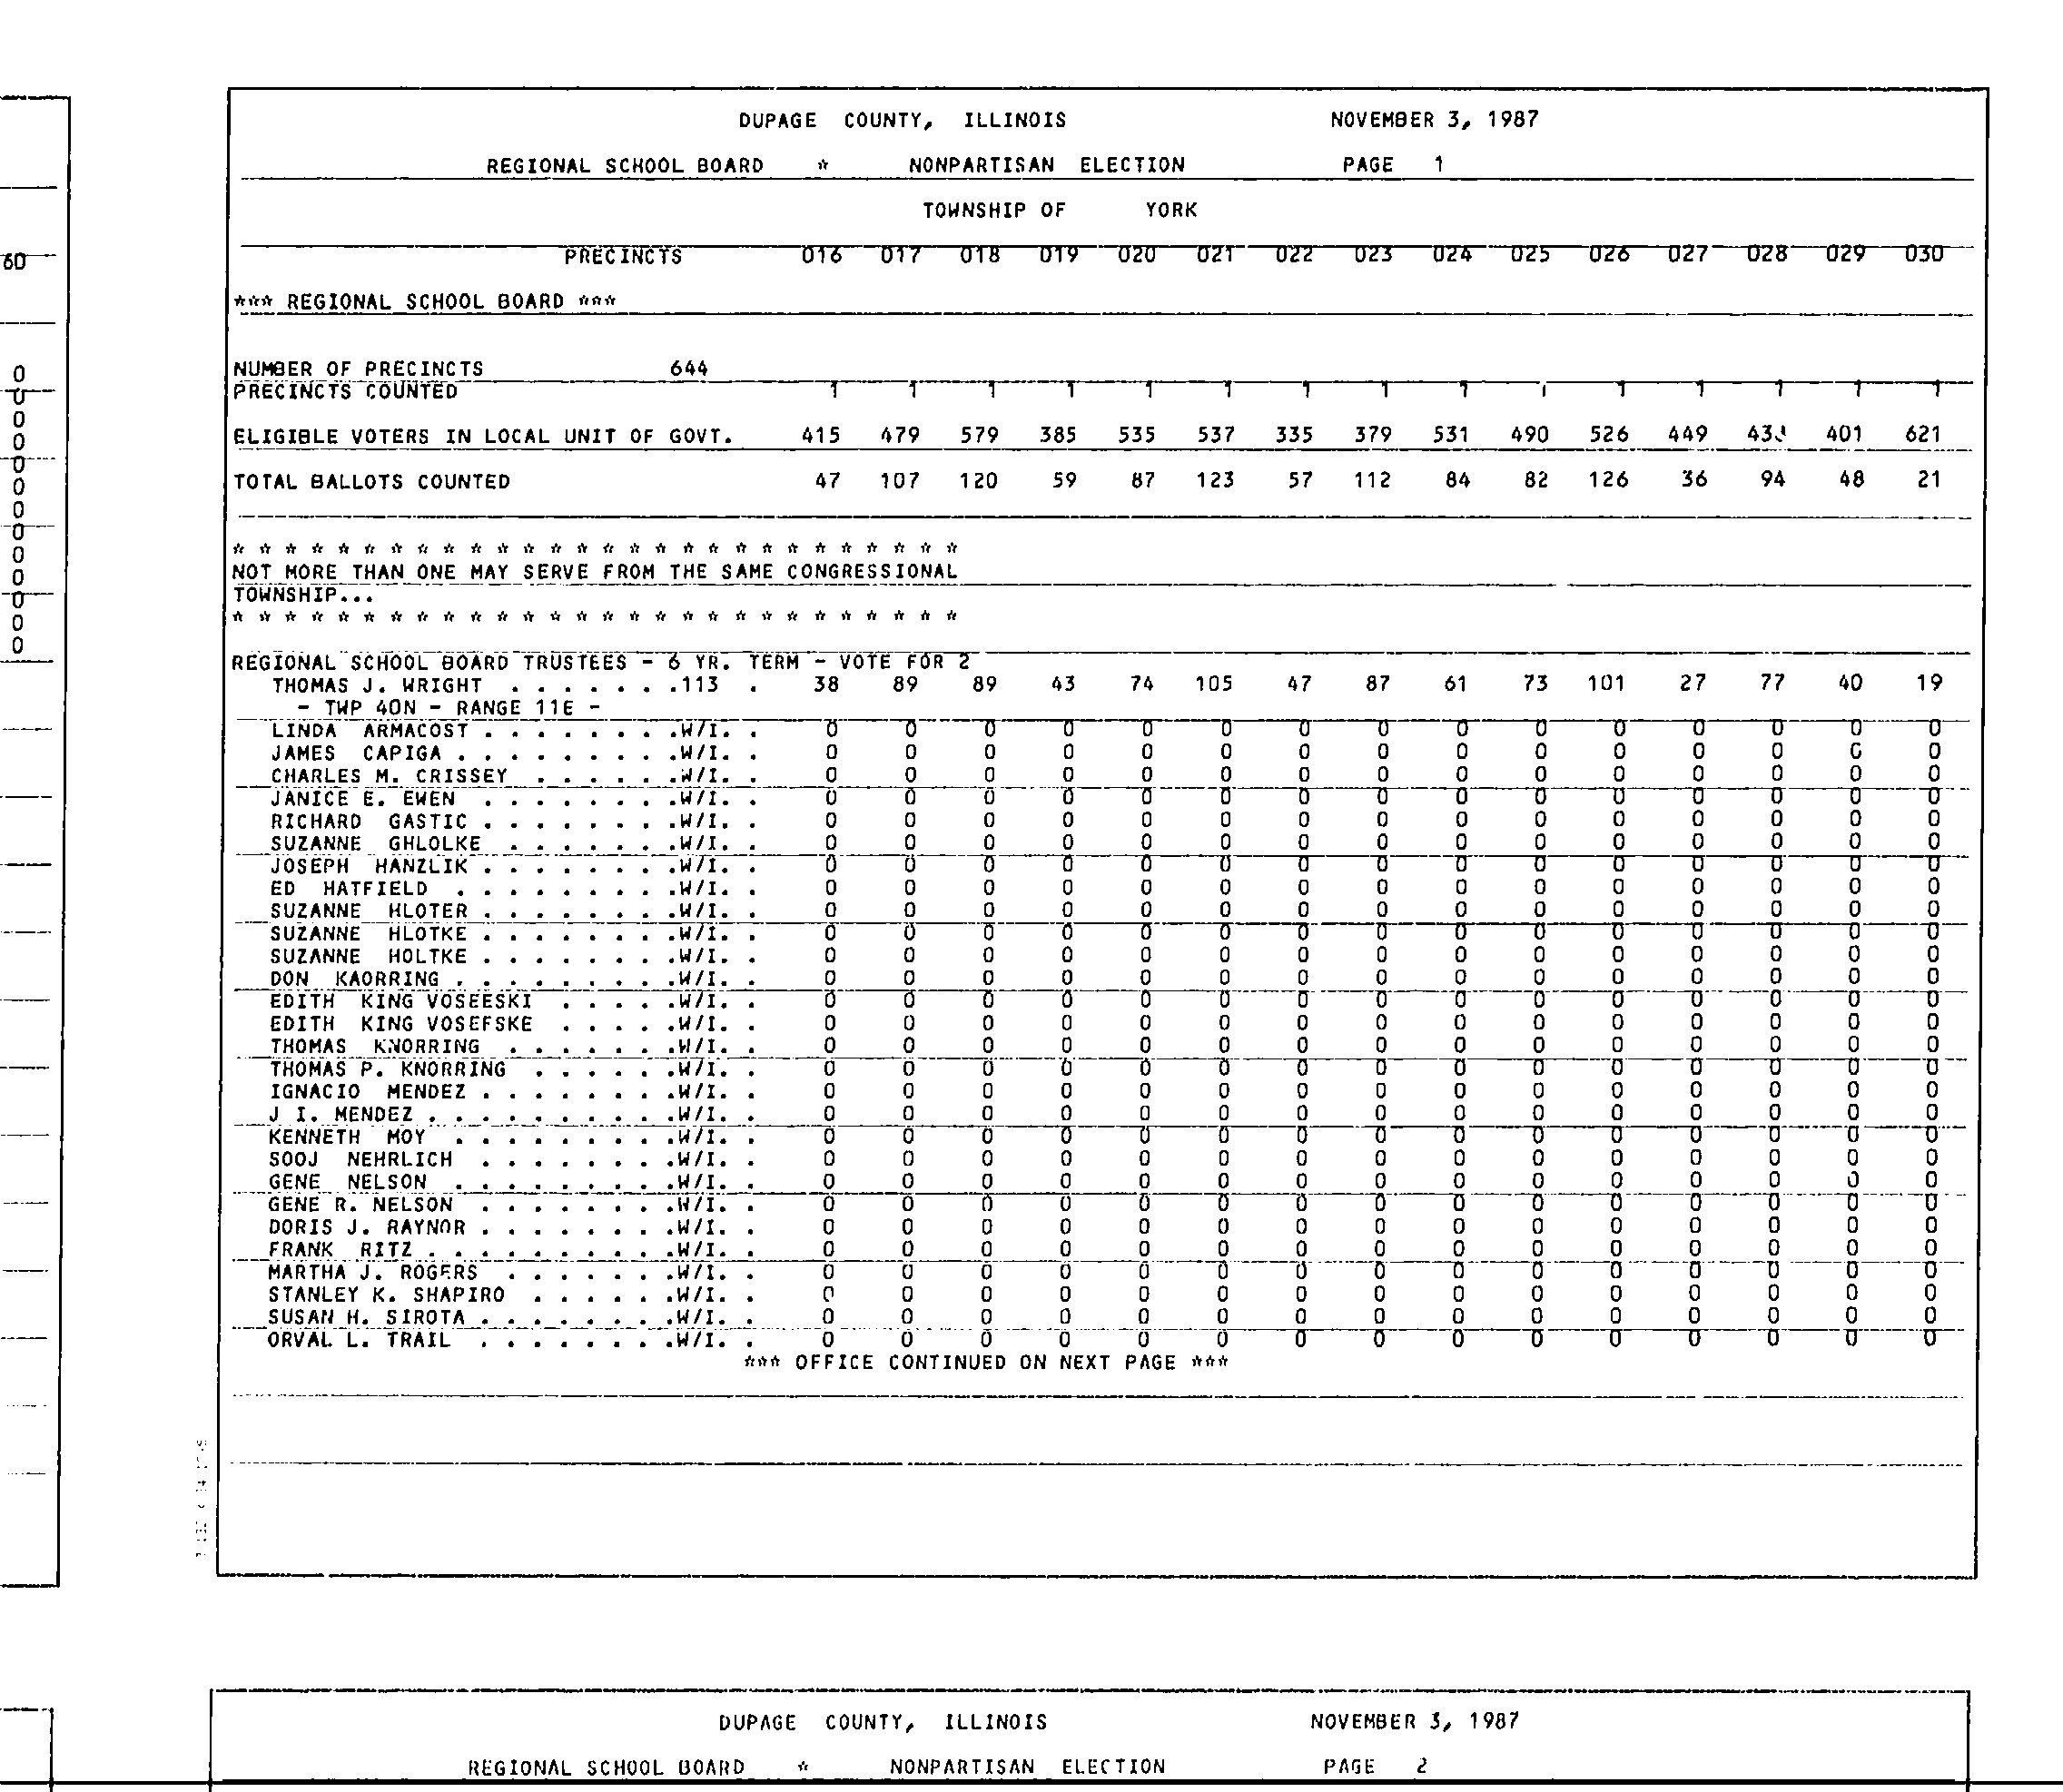 DUPAGE COUNTY, ILLINOIS NOVEMBER 3, 1987
REGIONAL SCHOOL BOARD * NONPARTISAN ELECTION PAGE 1
TOWNSHIP OF YORK
60
PRECINCTS 016 017 018 019 020 021 022 023 024 025 026 027 028 029 030
*** REGIONAL SCHOOL BOARD ***
NUMBER OF PRECINCTS 644
PRECINCTS COUNTED 1 1 1 1 1 1 1 1 1 1 1 1 1 1
ELIGIBLE VOTERS IN LOCAL UNIT OF GOVT. 415 479 579 385 535 537 335 379 531 490 526 449 401 621
TOTAL BALLOTS COUNTED 47 107 120 59 87 123 57 112 84 82 126 36 94 48 21
0
0
0
0
0
0
0
0
0
0
0
0
0
* * * * * * * * * * * * * * * * * * * * * * * * * * * *
NOT MORE THAN ONE MAY SERVE FROM THE SAME CONGRESSIONAL
TOWNSHIP...
* * * * * * * * * * * * * * * * * * * * * * * * * * * *
REGIONAL SCHOOL BOARD TRUSTEES - 6 YR. TERM - VOTE FOR 2
THOMAS J. WRIGHT . . . . . . .113 . 38 89 89 43 74 105 47 87 61 73 101 27 77 40 19
- TWP 40N - RANGE 11E -
LINDA ARMACOST . . . . . . . .W/I. . 0 0 0 0 0 0 0 0 0 0 0 0 0 0 0
JAMES CAPIGA . . . . . . . . .W/I. . 0 0 0 0 0 0 0 0 0 0 0 0 0 0 0
CHARLES M. CRISSEY . . . . . .W/I. . 0 0 0 0 0 0 0 0 0 0 0 0 0 0 0
JANICE E. EWEN . . . . . . . .W/I. . 0 0 0 0 0 0 0 0 0 0 0 0 0 0 0
RICHARD GASTIC . . . . . . . .W/I. . 0 0 0 0 0 0 0 0 0 0 0 0 0 0 0
SUZANNE GHLOLKE . . . . . . .W/I. . 0 0 0 0 0 0 0 0 0 0 0 0 0 0 0
JOSEPH HANZLIK . . . . . . . .W/I. . 0 0 0 0 0 0 0 0 0 0 0 0 0 0 0
ED HATFIELD . . . . . . . . .W/I. . 0 0 0 0 0 0 0 0 0 0 0 0 0 0 0
SUZANNE HLOTER . . . . . . . .W/I. . 0 0 0 0 0 0 0 0 0 0 0 0 0 0 0
SUZANNE HLOTKE . . . . . . . .W/I. . 0 0 0 0 0 0 0 0 0 0 0 0 0 0 0
SUZANNE HOLTKE . . . . . . . .W/I. . 0 0 0 0 0 0 0 0 0 0 0 0 0 0 0
DON KAORRING . . . . . . . . .W/I. . 0 0 0 0 0 0 0 0 0 0 0 0 0 0 0
EDITH KING VOSEESKI . . . . .W/I. . 0 0 0 0 0 0 0 0 0 0 0 0 0 0 0
EDITH KING VOSEFSKE . . . . .W/I. . 0 0 0 0 0 0 0 0 0 0 0 0 0 0 0
THOMAS KNORRING . . . . . . .W/I. . 0 0 0 0 0 0 0 0 0 0 0 0 0 0 0
THOMAS P. KNORRING . . . . . .W/I. . 0 0 0 0 0 0 0 0 0 0 0 0 0 0 0
IGNACIO MENDEZ . . . . . . . .W/I. . 0 0 0 0 0 0 0 0 0 0 0 0 0 0 0
J I. MENDEZ . . . . . . . . . .W/I. . 0 0 0 0 0 0 0 0 0 0 0 0 0 0 0
KENNETH MOY . . . . . . . . .W/I. . 0 0 0 0 0 0 0 0 0 0 0 0 0 0 0
SOOJ NEHRLICH . . . . . . . .W/I. . 0 0 0 0 0 0 0 0 0 0 0 0 0 0 0
GENE NELSON . . . . . . . . .W/I. . 0 0 0 0 0 0 0 0 0 0 0 0 0 0 0
GENE R. NELSON . . . . . . . .W/I. . 0 0 0 0 0 0 0 0 0 0 0 0 0 0 0
DORIS J. RAYNOR . . . . . . . .W/I. . 0 0 0 0 0 0 0 0 0 0 0 0 0 0 0
FRANK RITZ . . . . . . . . . .W/I. . 0 0 0 0 0 0 0 0 0 0 0 0 0 0 0
MARTHA J. ROGERS . . . . . . .W/I. . 0 0 0 0 0 0 0 0 0 0 0 0 0 0 0
STANLEY K. SHAPIRO . . . . . .W/I. . 0 0 0 0 0 0 0 0 0 0 0 0 0 0 0
SUSAN H. SIROTA . . . . . . . .W/I. . 0 0 0 0 0 0 0 0 0 0 0 0 0 0 0
ORVAL L. TRAIL . . . . . . . .W/I. . 0 0 0 0 0 0 0 0 0 0 0 0 0 0 0
*** OFFICE CONTINUED ON NEXT PAGE ***
DUPAGE COUNTY, ILLINOIS NOVEMBER 3, 1987
REGIONAL SCHOOL BOARD * NONPARTISAN ELECTION PAGE 2